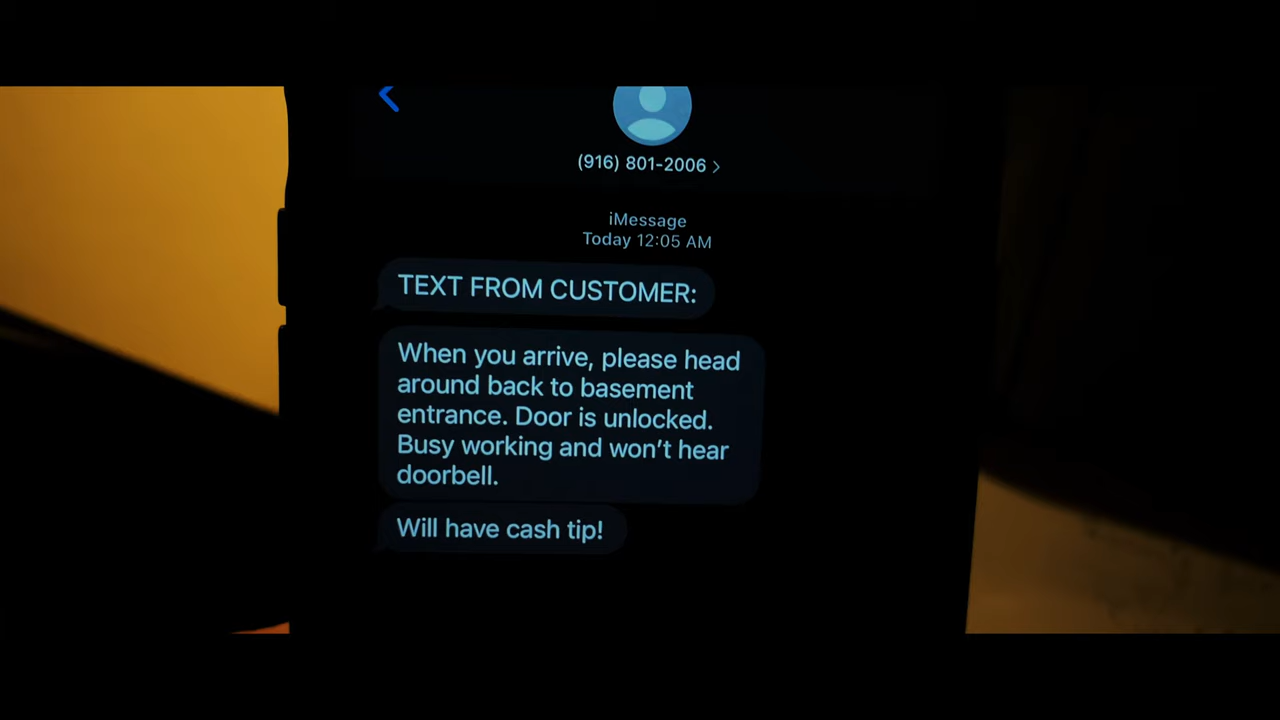 (916) 801-2006 >
iMessage
Today 12:05 AM
TEXT FROM CUSTOMER:
When you arrive, please head
around back to basement
entrance. Door is unlocked.
Busy working and won't hear
doorbell.
Will have cash tip!